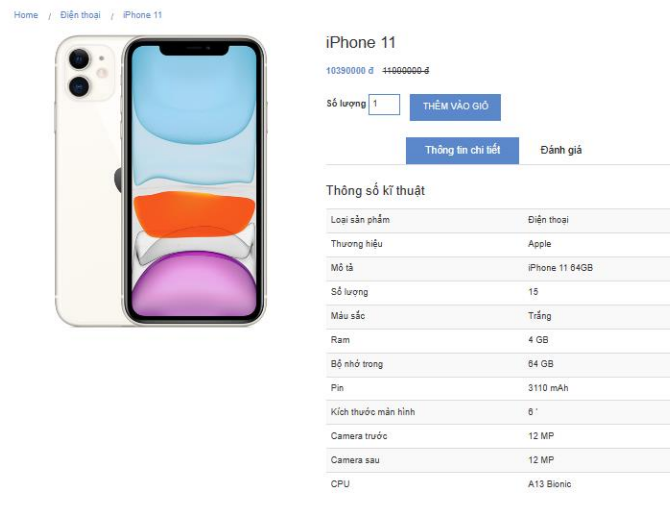 Home / Điện thoại / iPhone 11
iPhone 11
10390000 đ 11990000 đ
Số lượng 1 THÊM VÀO GIỎ
Thông tin chi tiết Đánh giá
Thông số kĩ thuật
Loại sản phẩm Điện thoại
Thương hiệu Apple
Mô tả iPhone 11 64GB
Số lượng 15
Màu sắc Trắng
Ram 4 GB
Bộ nhớ trong 64 GB
Pin 3110 mAh
Kích thước màn hình 6 '
Camera trước 12 MP
Camera sau 12 MP
CPU A13 Bionic